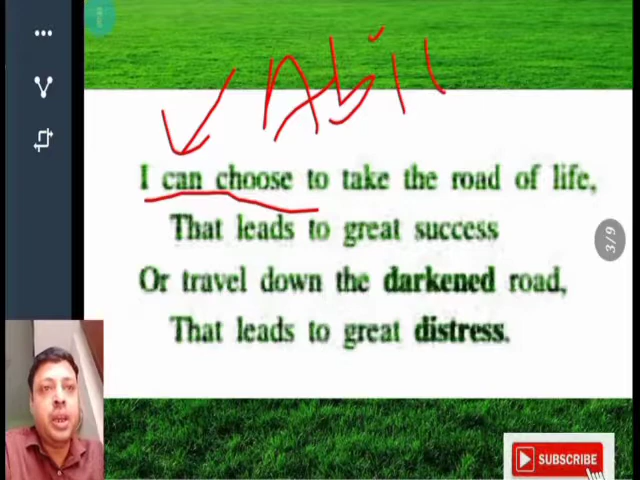 Abil
I can choose to take the road of life,
That leads to great success
3/9
Or travel down the darkened road,
That leads to great distress.
SUBSCRIBE